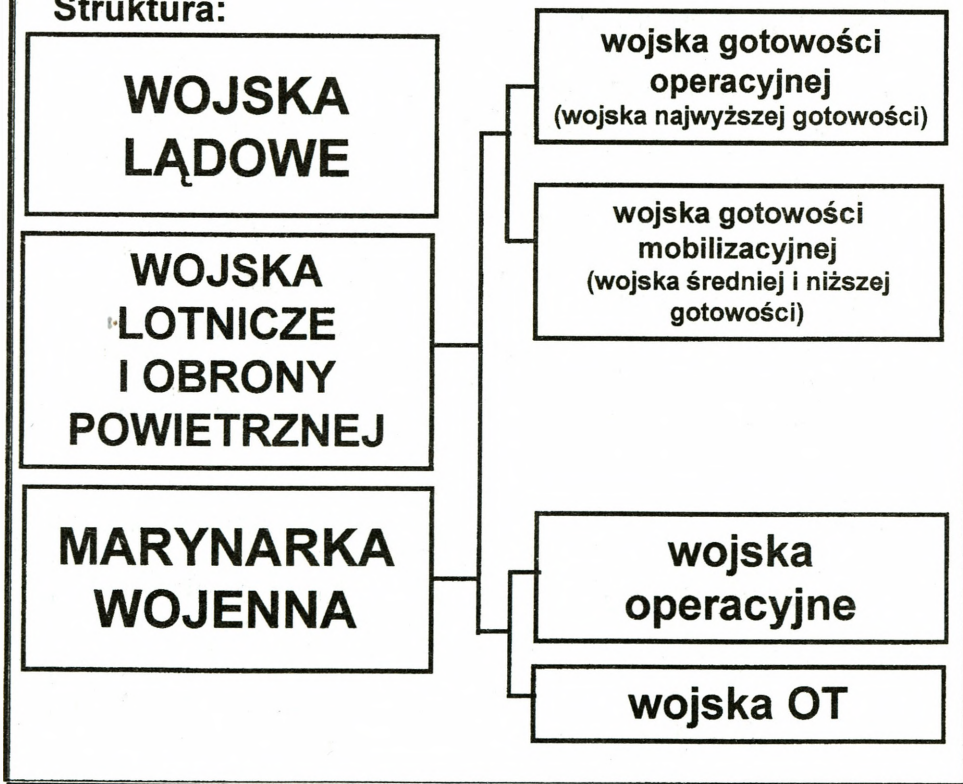 Struktura:
WOJSKA
LĄDOWE
WOJSKA
LOTNICZE
I OBRONY
POWIETRZNEJ
MARYNARKA
WOJENNA
wojska gotowości
operacyjnej
(wojska najwyższej gotowości)
wojska gotowości
mobilizacyjnej
(wojska średniej i niższej
gotowości)
wojska
operacyjne
wojska OT